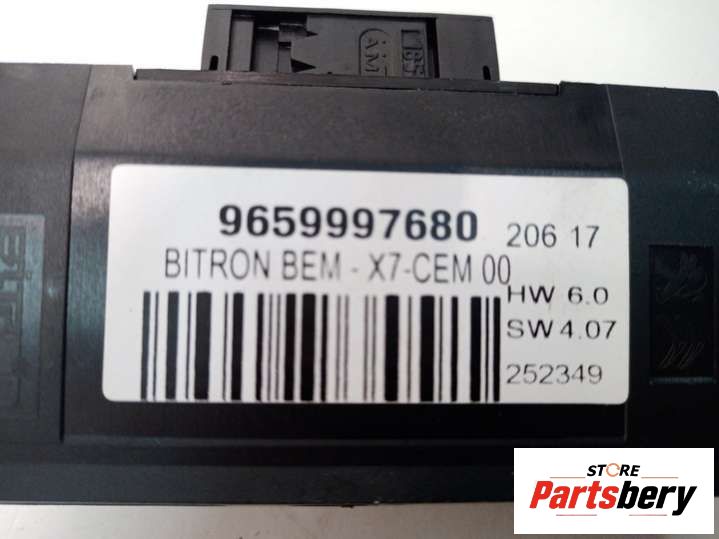 9659997680
206 17
BITRON BEM - X7-CEM 00
HW 6.0
SW 4.07
252349
STORE
Partsbery